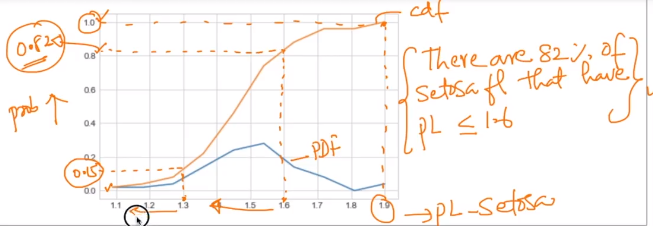 cdf
1.0
0.82
0.8
There are 82% of
setosa fl that have
PL ≤ 1.6
0.6
prob ↑
0.4
PDF
0.2
0.15
0.0
1.1 1.2 1.3 1.5 1.6 1.7 1.8 1.9
→ PL-Setosa